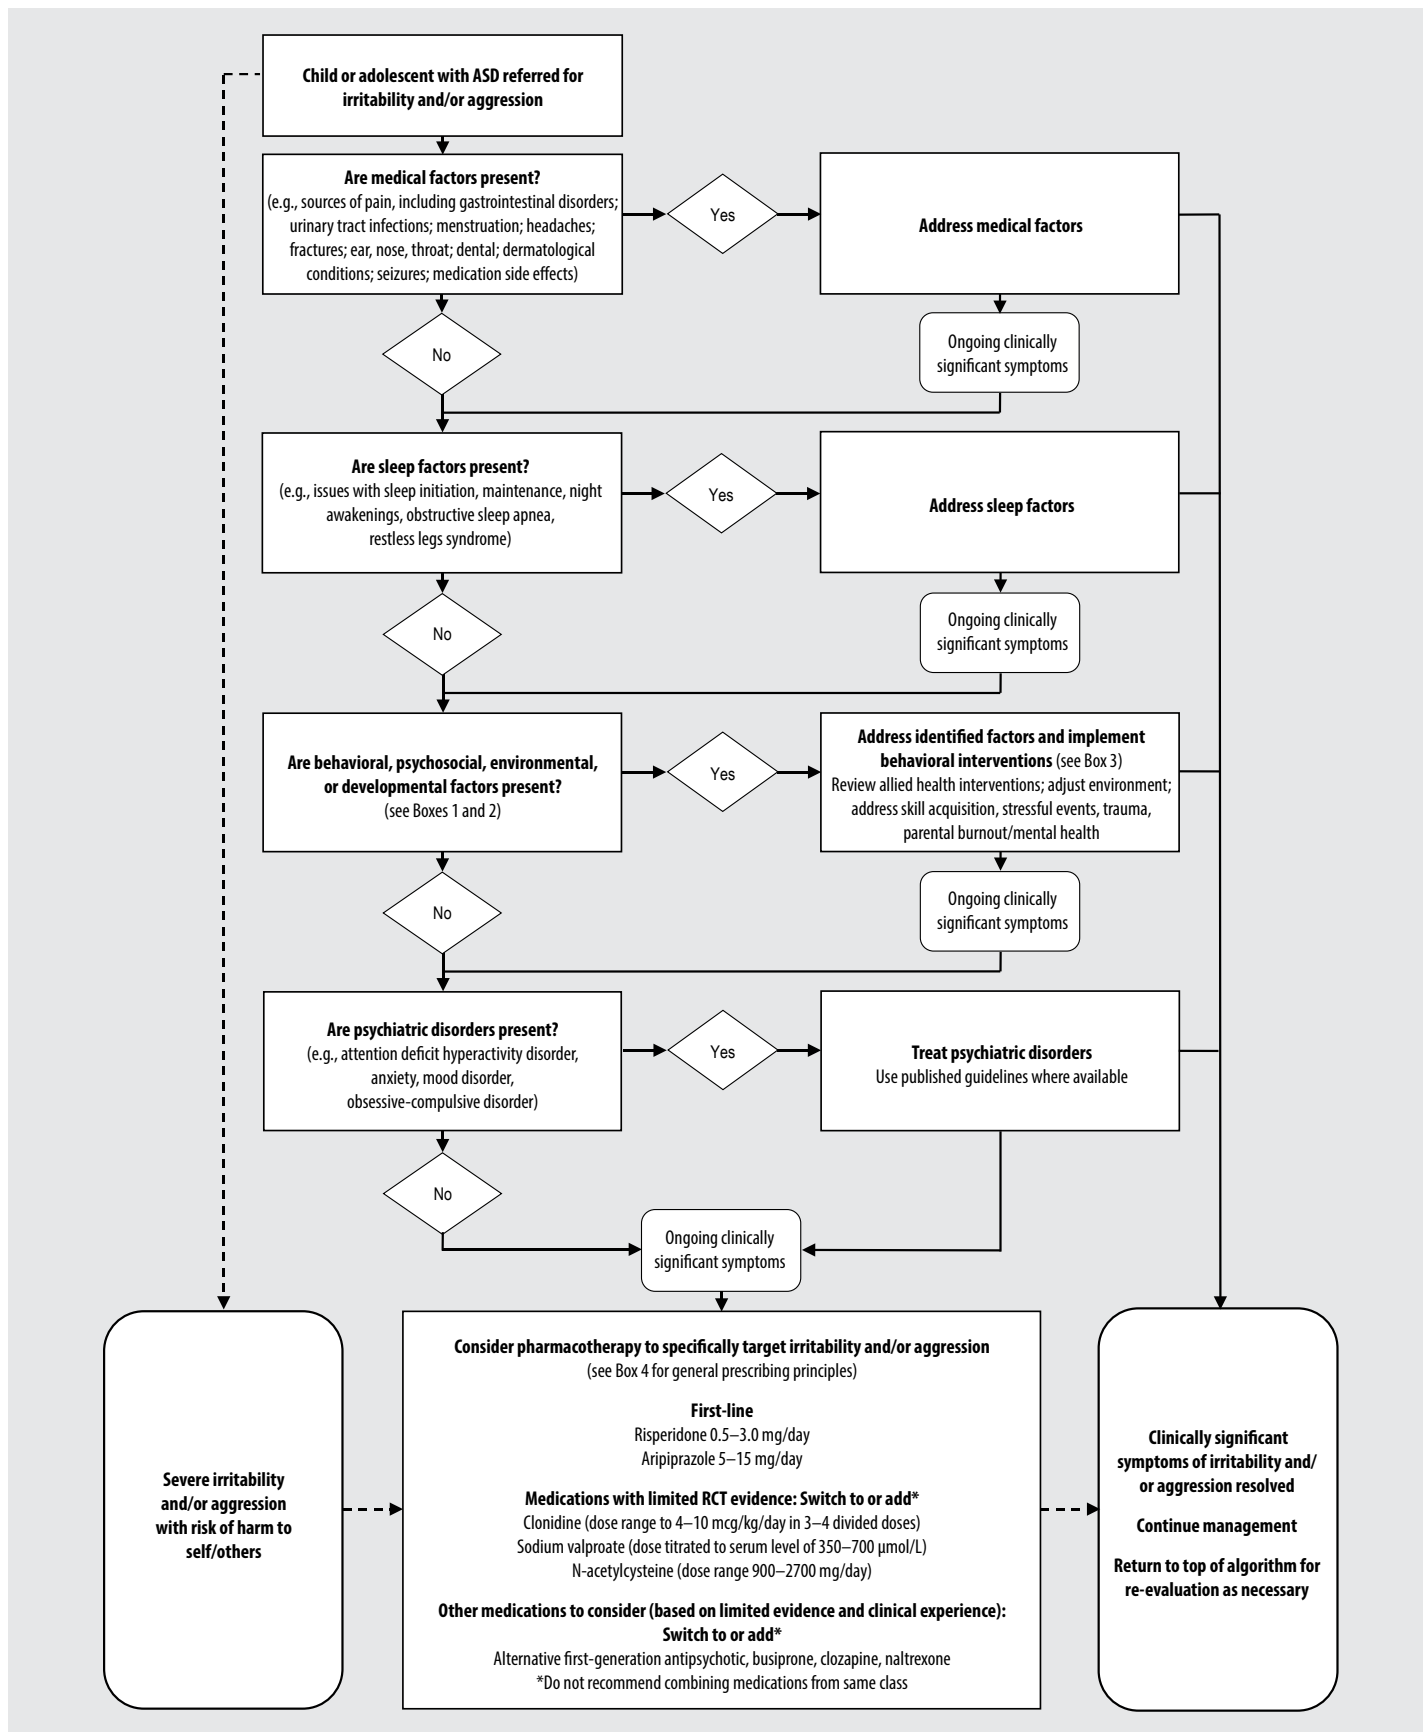 Child or adolescent with ASD referred for
irritability and/or aggression
Are medical factors present?
(e.g., sources of pain, including gastrointestinal disorders;
urinary tract infections; menstruation; headaches;
fractures; ear, nose, throat; dental; dermatological
conditions; seizures; medication side effects)
Yes
Address medical factors
No
Ongoing clinically
significant symptoms
Are sleep factors present?
(e.g., issues with sleep initiation, maintenance, night
awakenings, obstructive sleep apnea,
restless legs syndrome)
Yes
Address sleep factors
No
Ongoing clinically
significant symptoms
Are behavioral, psychosocial, environmental,
or developmental factors present?
(see Boxes 1 and 2)
Yes
Address identified factors and implement
behavioral interventions (see Box 3)
Review allied health interventions; adjust environment;
address skill acquisition, stressful events, trauma,
parental burnout/mental health
No
Ongoing clinically
significant symptoms
Are psychiatric disorders present?
(e.g., attention deficit hyperactivity disorder,
anxiety, mood disorder,
obsessive-compulsive disorder)
Yes
Treat psychiatric disorders
Use published guidelines where available
No
Ongoing clinically
significant symptoms
Severe irritability
and/or aggression
with risk of harm to
self/others
Consider pharmacotherapy to specifically target irritability and/or aggression
(see Box 4 for general prescribing principles)
First-line
Risperidone 0.5–3.0 mg/day
Aripiprazole 5–15 mg/day
Medications with limited RCT evidence: Switch to or add*
Clonidine (dose range to 4–10 mcg/kg/day in 3–4 divided doses)
Sodium valproate (dose titrated to serum level of 350–700 µmol/L)
N-acetylcysteine (dose range 900–2700 mg/day)
Other medications to consider (based on limited evidence and clinical experience):
Switch to or add*
Alternative first-generation antipsychotic, busiprone, clozapine, naltrexone
*Do not recommend combining medications from same class
Clinically significant
symptoms of irritability and/
or aggression resolved
Continue management
Return to top of algorithm for
re-evaluation as necessary